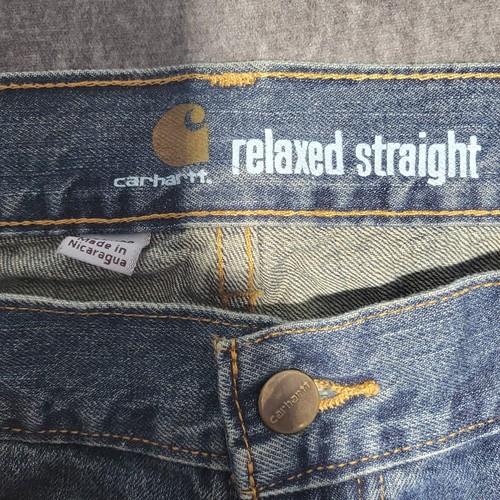 relaxed straight
carhartt.
Made in
Nicaragua
carhartt